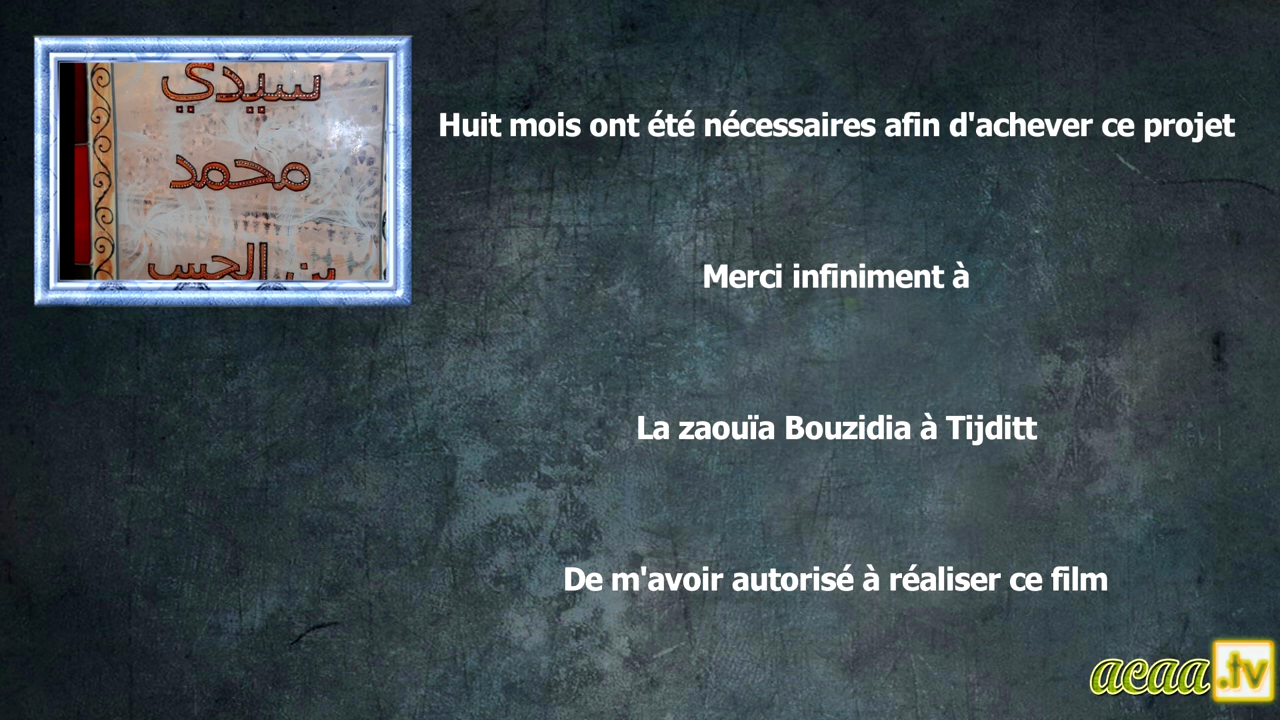 سيدي
محمد
Huit mois ont été nécessaires afin d'achever ce projet
Merci infiniment à
La zaouïa Bouzidia à Tijditt
De m'avoir autorisé à réaliser ce film
acaa.tv